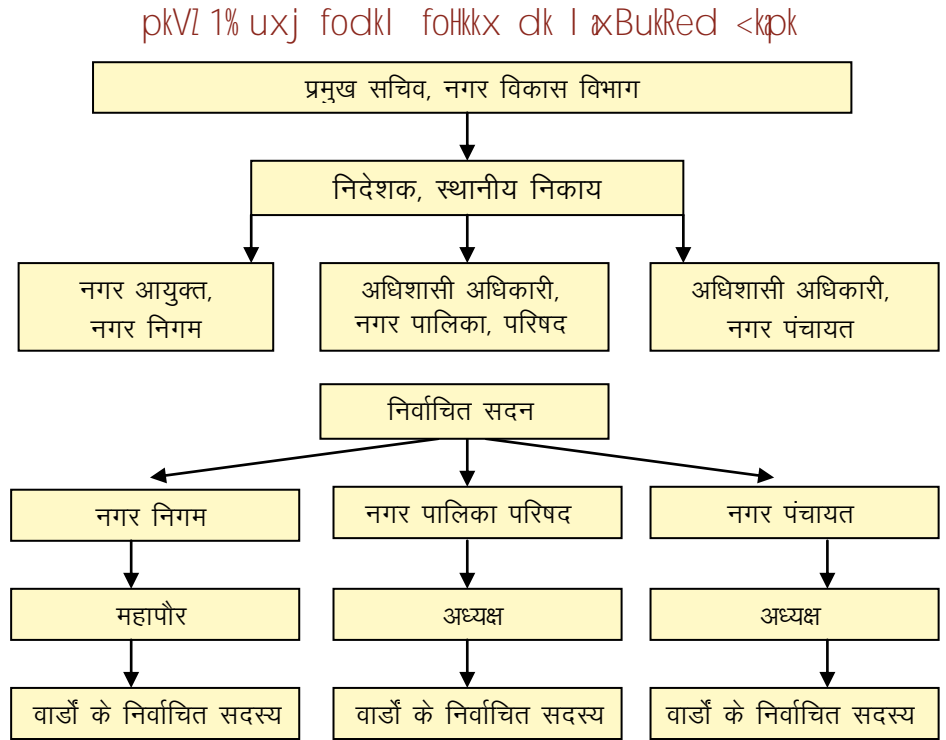 pkVZ 1% uxj fodkl foHkkx dk l axBukRed <kapk
प्रमुख सचिव, नगर विकास विभाग
निदेशक, स्थानीय निकाय
नगर आयुक्त,
नगर निगम
अधिशासी अधिकारी,
नगर पालिका, परिषद
अधिशासी अधिकारी,
नगर पंचायत
निर्वाचित सदन
नगर निगम
नगर पालिका परिषद
नगर पंचायत
महापौर
अध्यक्ष
अध्यक्ष
वार्डों के निर्वाचित सदस्य
वार्डों के निर्वाचित सदस्य
वार्डों के निर्वाचित सदस्य